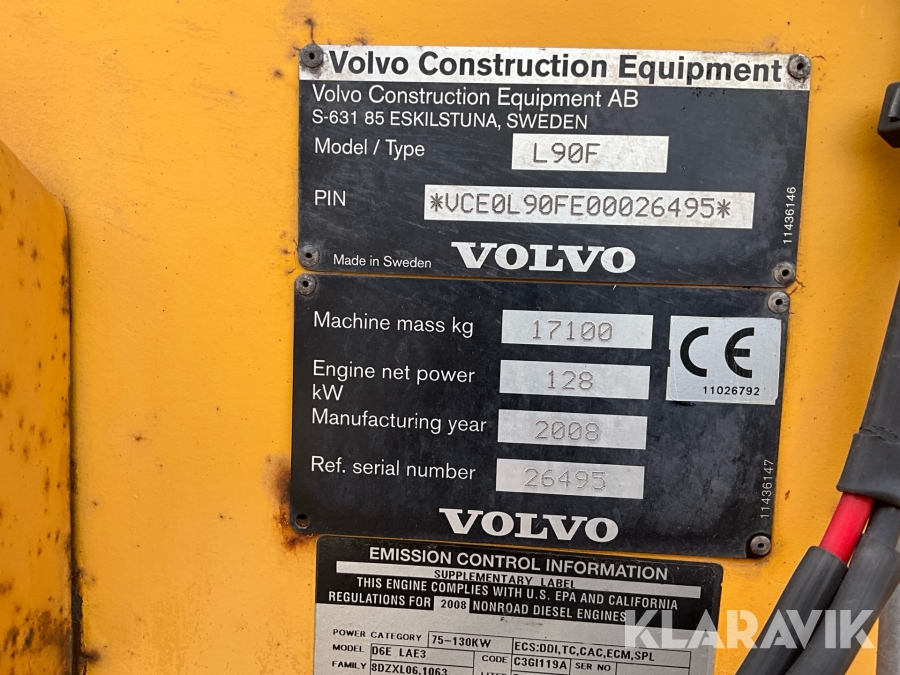 Volvo Construction Equipment
Volvo Construction Equipment AB
S-631 85 ESKILSTUNA, SWEDEN
Model / Type L90F
PIN *VCE0L90FE00026495*
Made in Sweden VOLVO
11436146
Machine mass kg 17100
Engine net power kW 128
Manufacturing year 2008
Ref. serial number 26495
CE
11026792
VOLVO
11436147
EMISSION CONTROL INFORMATION
SUPPLEMENTARY LABEL
THIS ENGINE COMPLIES WITH U.S. EPA AND CALIFORNIA
REGULATIONS FOR 2008 NONROAD DIESEL ENGINES
POWER CATEGORY 75-130KW ECS:DDI,TC,CAC,ECM,SPL
MODEL D6E LAE3 CODE C3GI119A SER NO
FAMILY 8DZXL06.1063
KLARAVIK